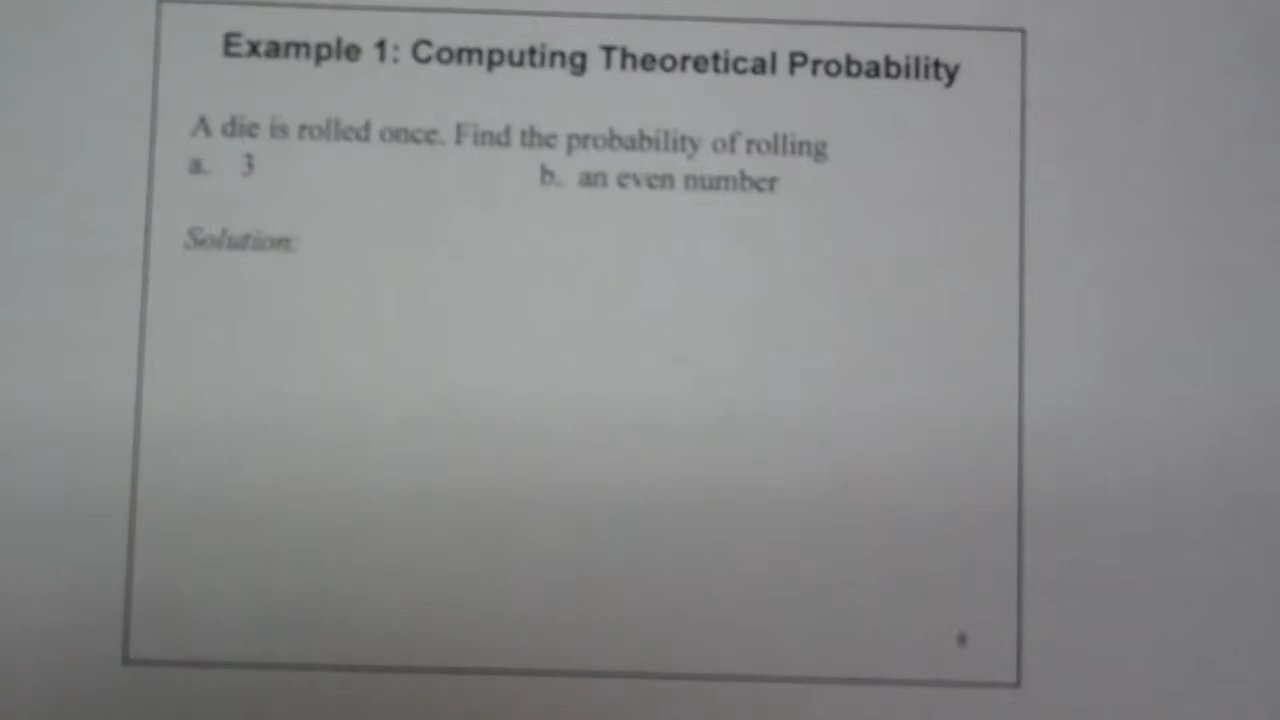 Example 1: Computing Theoretical Probability
A die is rolled once. Find the probability of rolling
a. 3 b. an even number
Solution: